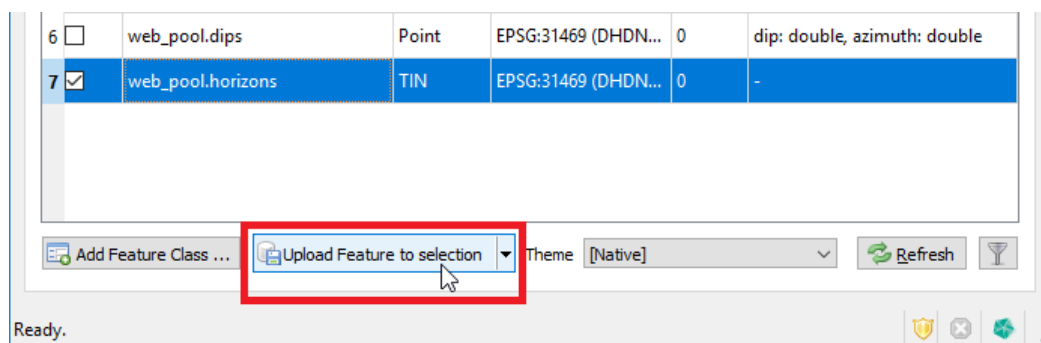 6 web_pool.dips Point EPSG:31469 (DHDN... 0 dip: double, azimuth: double
7 web_pool.horizons TIN EPSG:31469 (DHDN... 0 -
Add Feature Class ... Upload Feature to selection Theme [Native] Refresh
Ready.